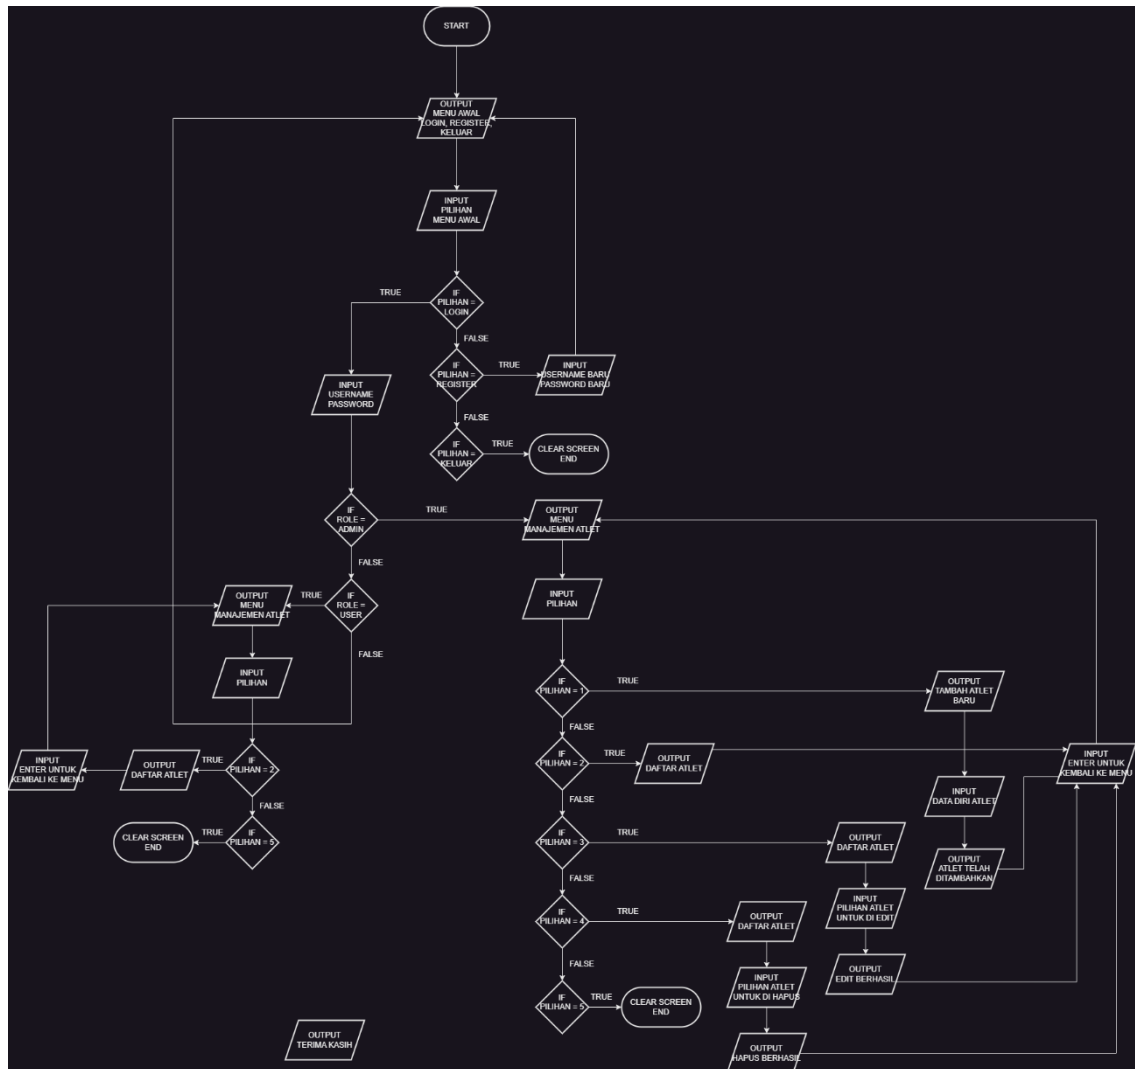 START
OUTPUT
MENU AWAL
LOGIN, REGISTER,
KELUAR
INPUT
PILIHAN
MENU AWAL
IF
PILIHAN =
LOGIN
TRUE
FALSE
IF
PILIHAN =
REGISTER
TRUE
INPUT
USERNAME BARU
PASSWORD BARU
INPUT
USERNAME
PASSWORD
FALSE
IF
PILIHAN =
KELUAR
TRUE
CLEAR SCREEN
END
IF
ROLE =
ADMIN
TRUE
OUTPUT
MENU
MANAJEMEN ATLET
FALSE
IF
ROLE =
USER
TRUE
OUTPUT
MENU
MANAJEMEN ATLET
INPUT
PILIHAN
FALSE
INPUT
PILIHAN
IF
PILIHAN = 1
TRUE
OUTPUT
TAMBAH ATLET
BARU
FALSE
IF
PILIHAN = 2
TRUE
OUTPUT
DAFTAR ATLET
INPUT
ENTER UNTUK
KEMBALI KE MENU
IF
PILIHAN = 2
TRUE
OUTPUT
DAFTAR ATLET
INPUT
ENTER UNTUK
KEMBALI KE MENU
INPUT
DATA DIRI ATLET
FALSE
FALSE
CLEAR SCREEN
END
TRUE
IF
PILIHAN = 5
IF
PILIHAN = 3
TRUE
OUTPUT
DAFTAR ATLET
OUTPUT
ATLET TELAH
DITAMBAHKAN
FALSE
INPUT
PILIHAN ATLET
UNTUK DI EDIT
IF
PILIHAN = 4
TRUE
OUTPUT
DAFTAR ATLET
FALSE
OUTPUT
EDIT BERHASIL
INPUT
PILIHAN ATLET
UNTUK DI HAPUS
IF
PILIHAN = 5
TRUE
CLEAR SCREEN
END
OUTPUT
TERIMA KASIH
OUTPUT
HAPUS BERHASIL